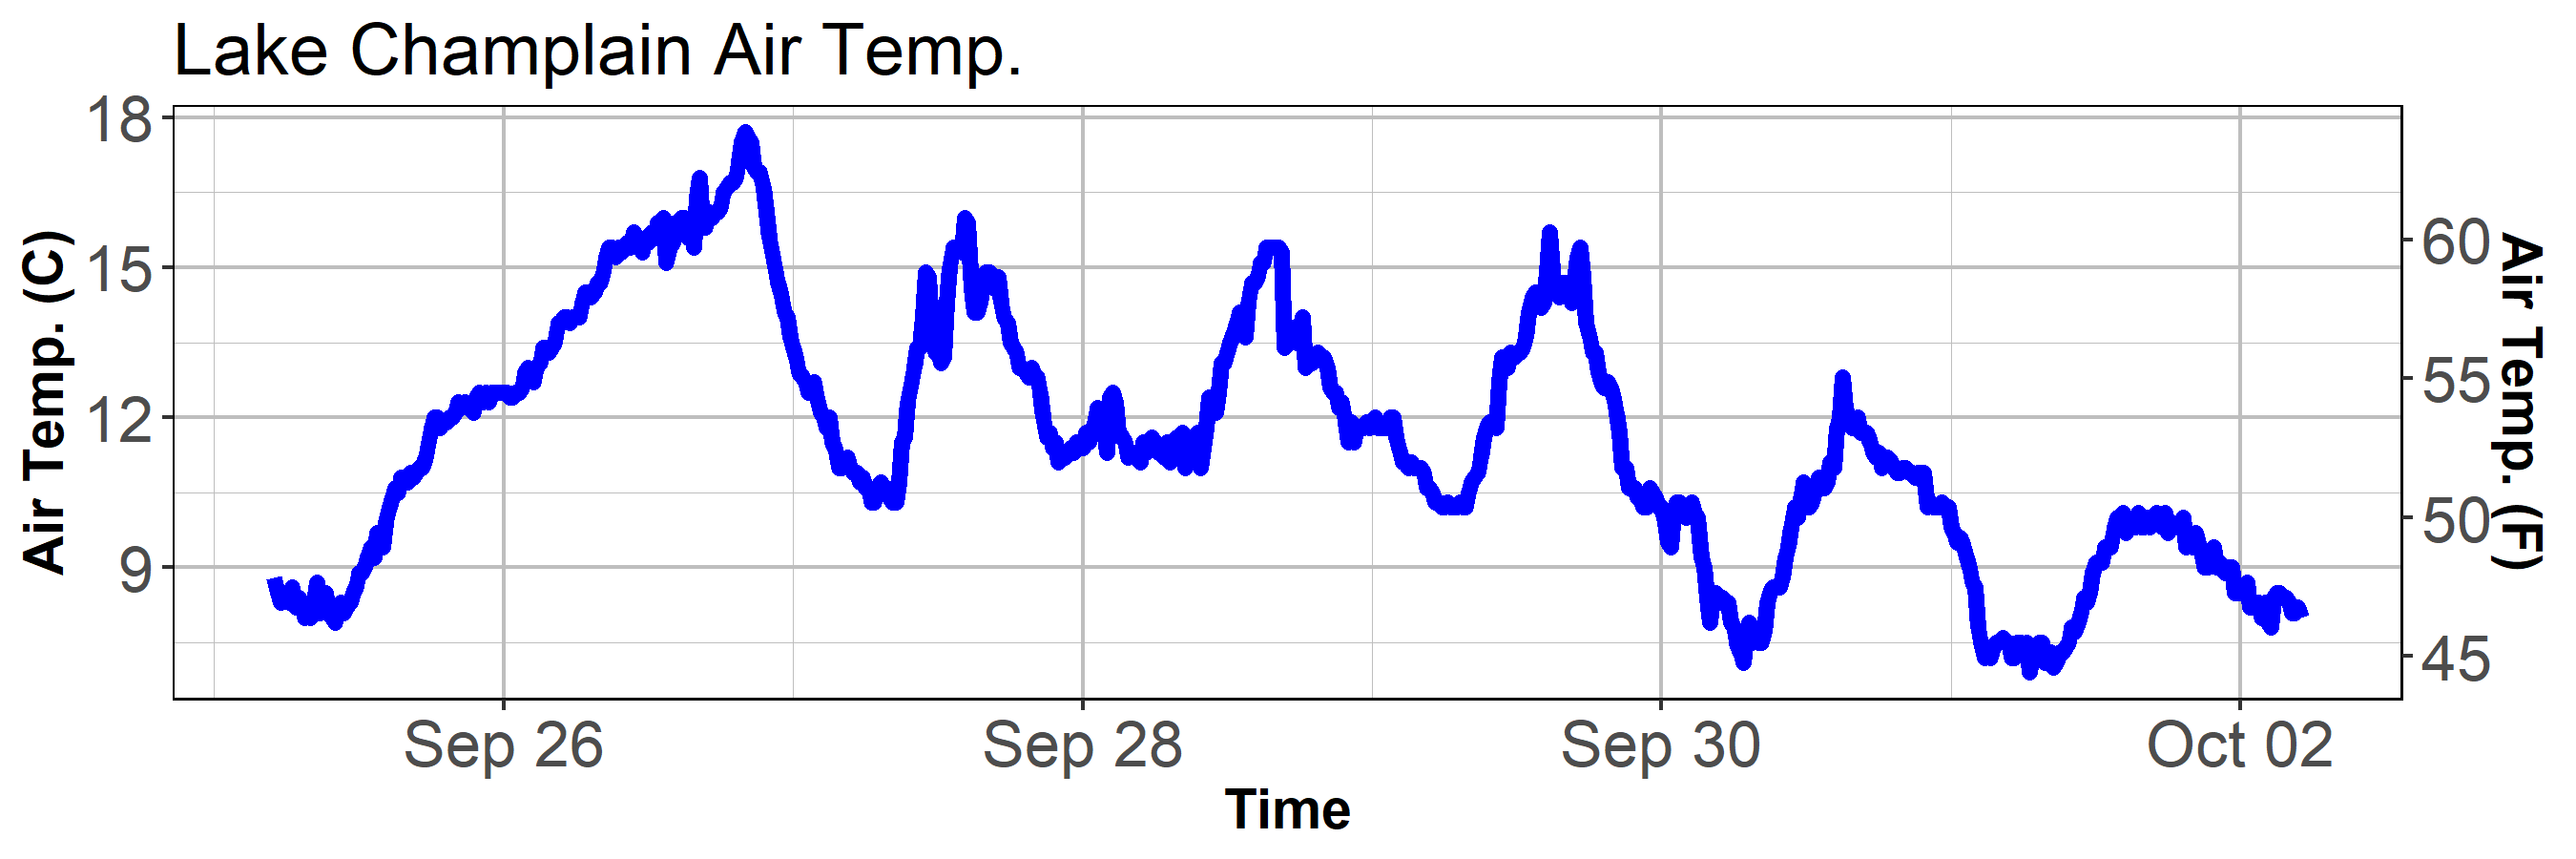 Lake Champlain Air Temp.
Air Temp. (C)
18
15
12
9
60
55
50
45
Air Temp. (F)
Sep 26
Sep 28
Sep 30
Oct 02
Time